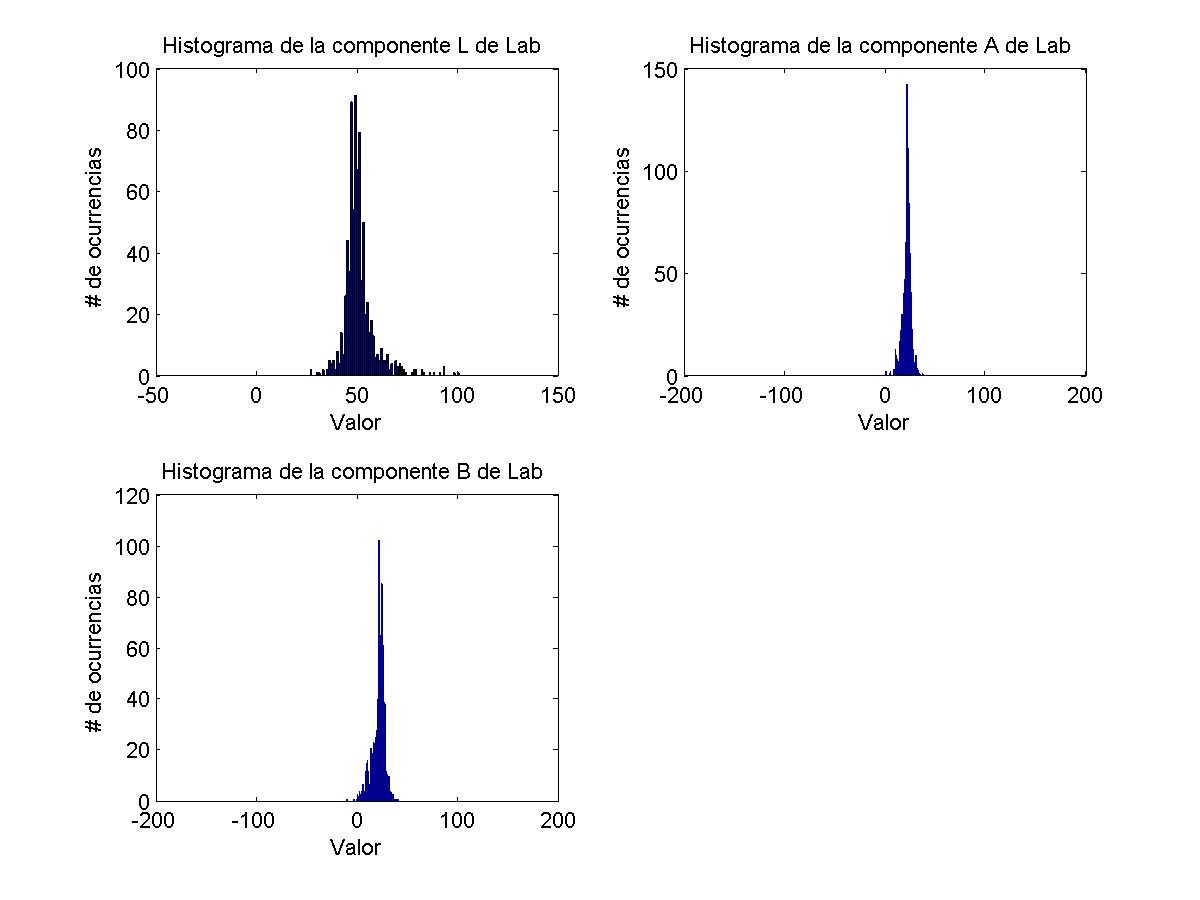 Histograma de la componente L de Lab
100
80
60
40
20
0
-50 0 50 100 150
# de ocurrencias
Valor
Histograma de la componente A de Lab
150
100
50
0
-200 -100 0 100 200
# de ocurrencias
Valor
Histograma de la componente B de Lab
120
100
80
60
40
20
0
-200 -100 0 100 200
# de ocurrencias
Valor